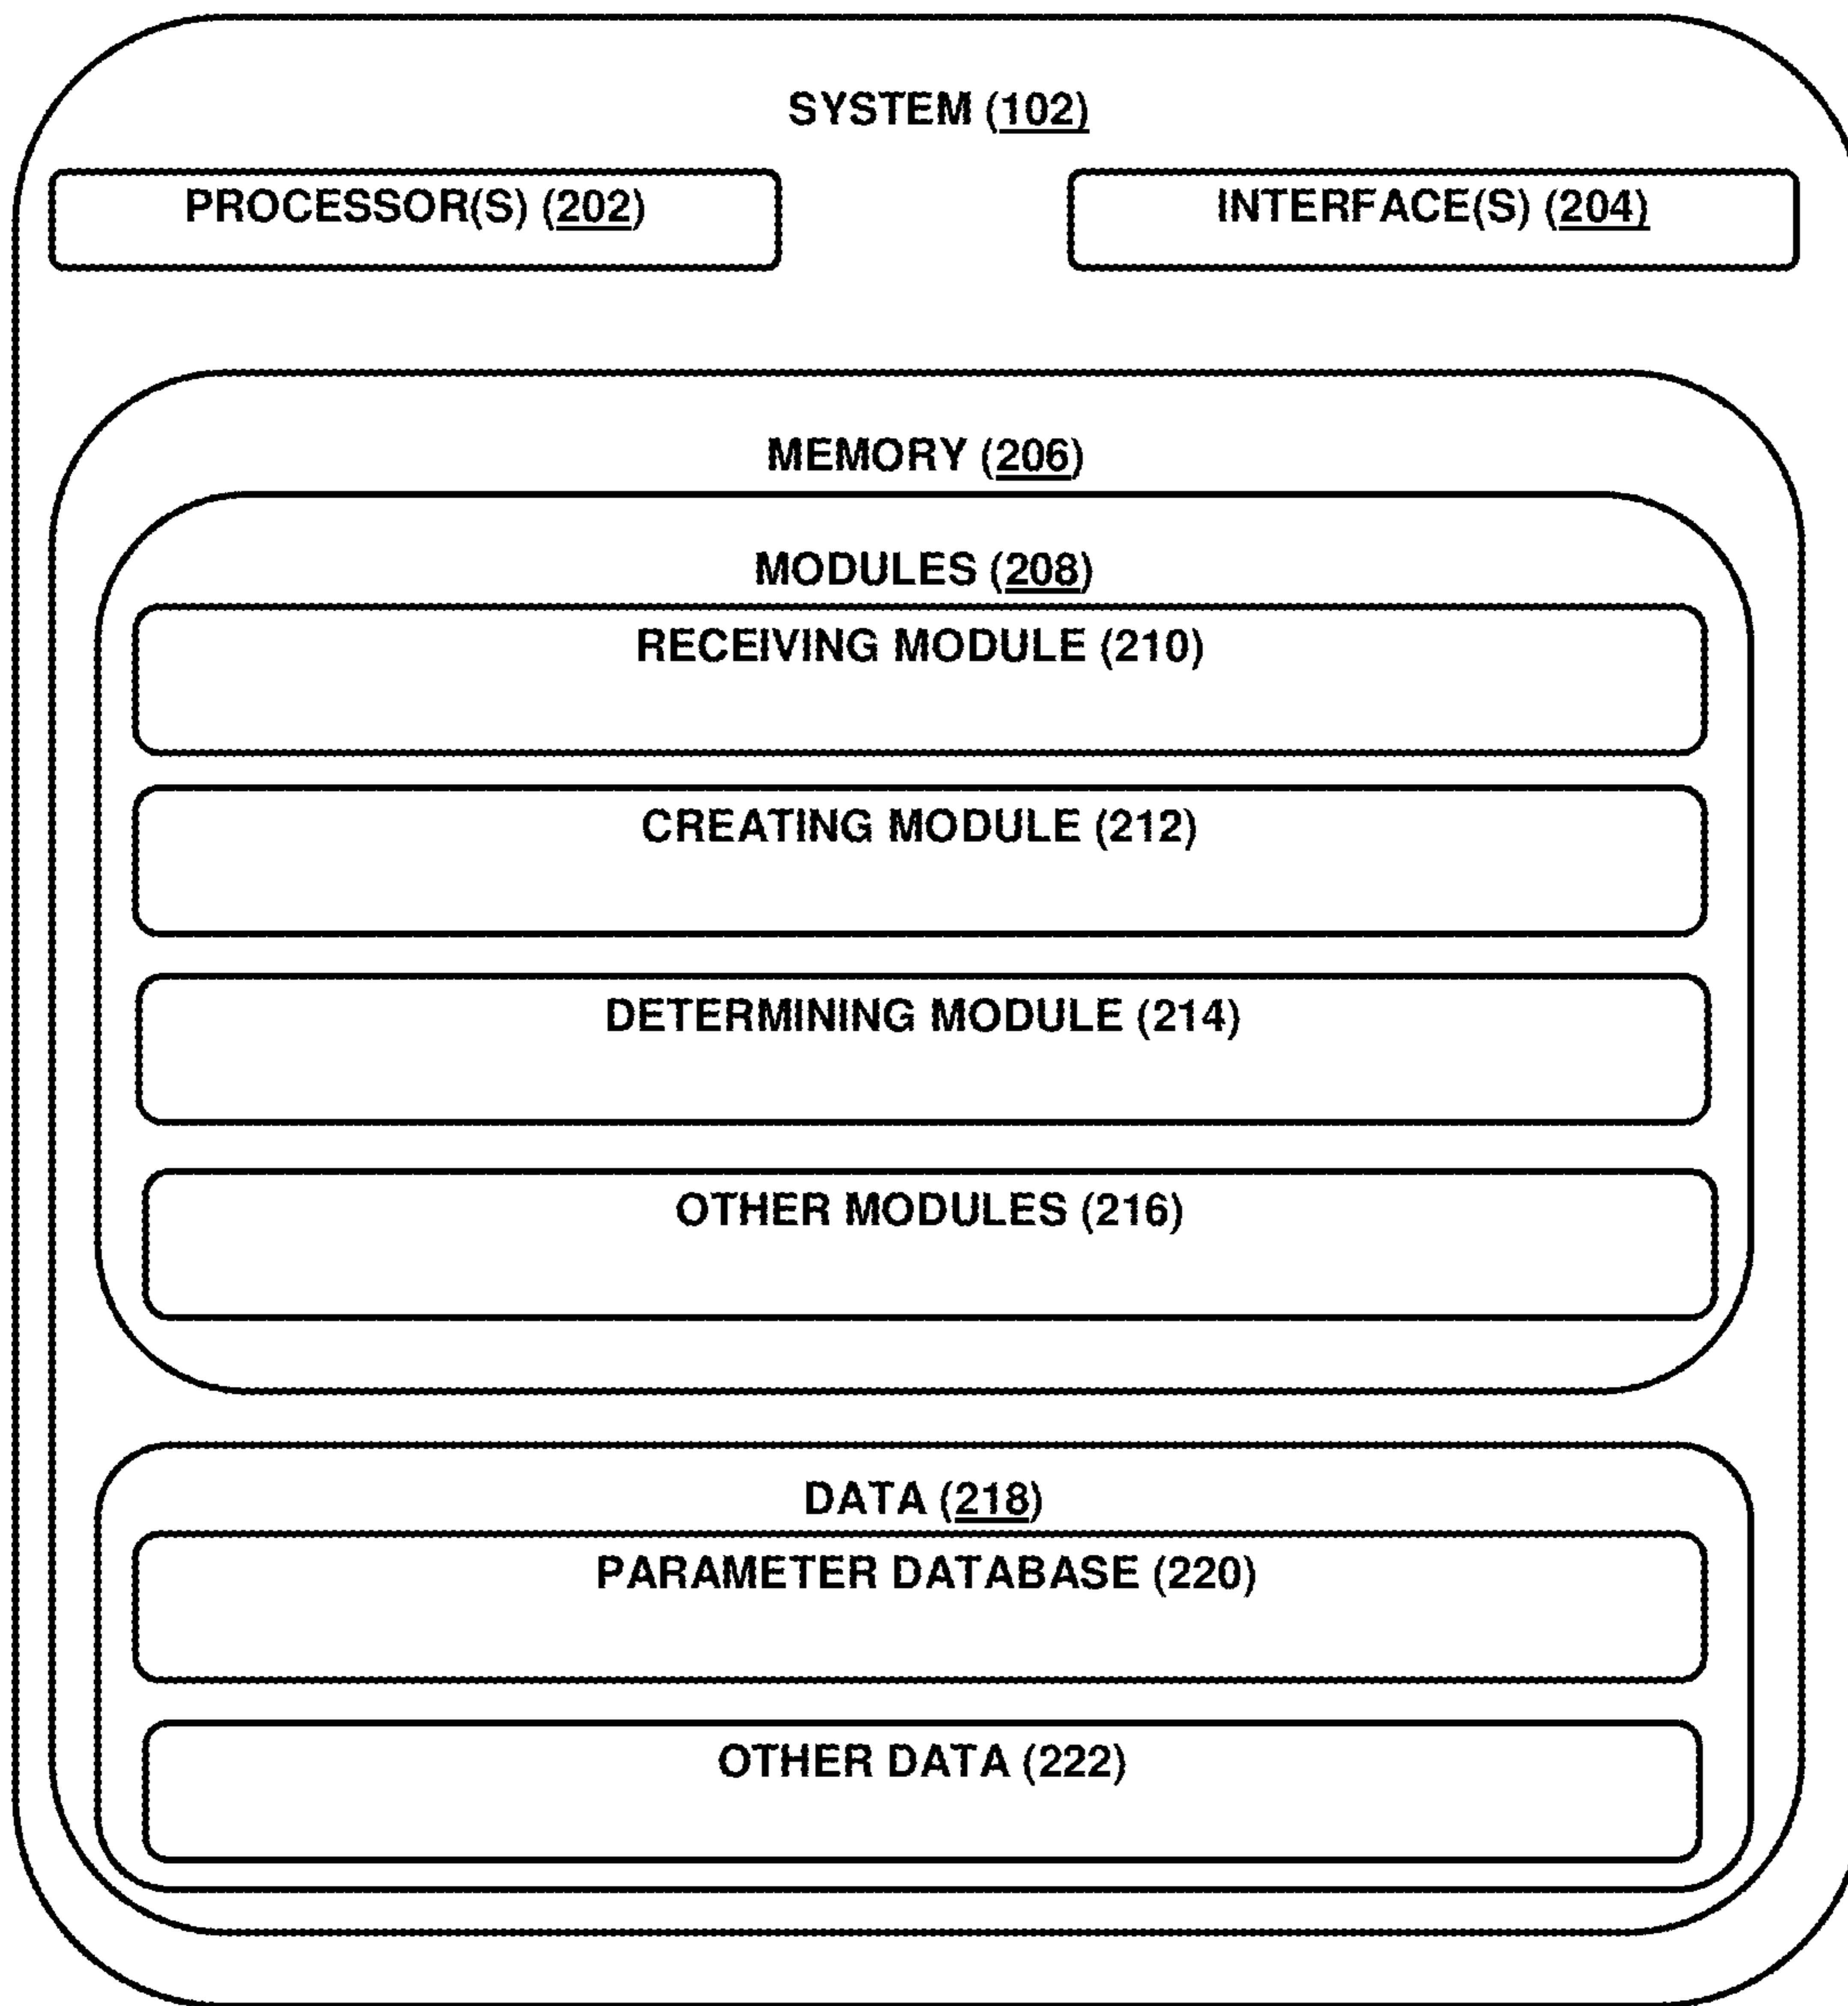 SYSTEM (102)
PROCESSOR(S) (202)
INTERFACE(S) (204)
MEMORY (206)
MODULES (208)
RECEIVING MODULE (210)
CREATING MODULE (212)
DETERMINING MODULE (214)
OTHER MODULES (216)
DATA (218)
PARAMETER DATABASE (220)
OTHER DATA (222)